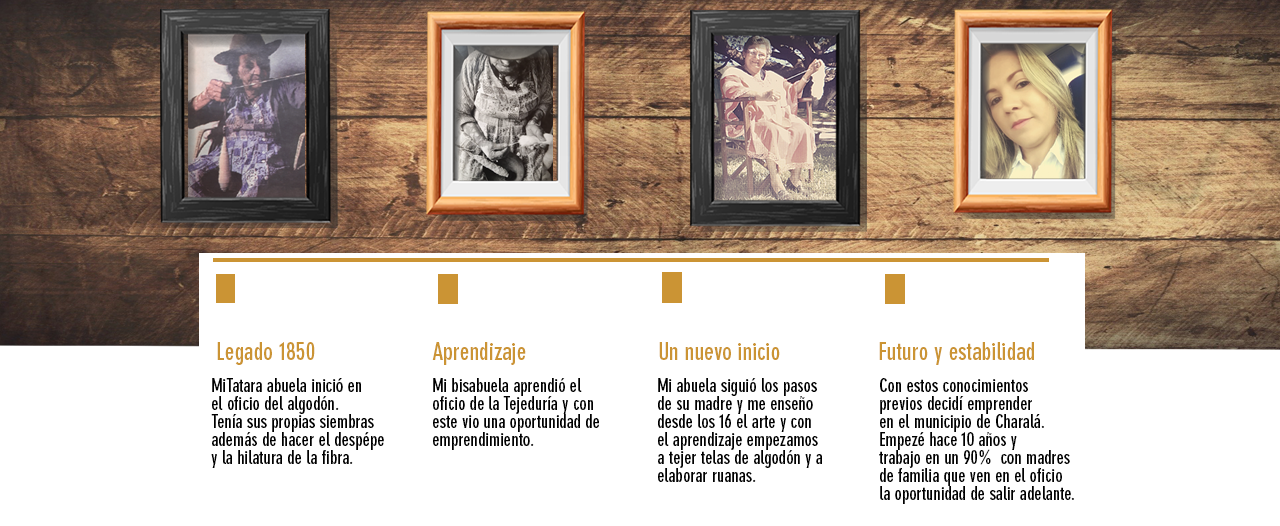 Legado 1850
MiTatara abuela inició en
el oficio del algodón.
Tenía sus propias siembras
además de hacer el despépe
y la hilatura de la fibra.
Aprendizaje
Mi bisabuela aprendió el
oficio de la Tejeduría y con
este vio una oportunidad de
emprendimiento.
Un nuevo inicio
Mi abuela siguió los pasos
de su madre y me enseño
desde los 16 el arte y con
el aprendizaje empezamos
a tejer telas de algodón y a
elaborar ruanas.
Futuro y estabilidad
Con estos conocimientos
previos decidí emprender
en el municipio de Charalá.
Empezé hace 10 años y
trabajo en un 90% con madres
de familia que ven en el oficio
la oportunidad de salir adelante.